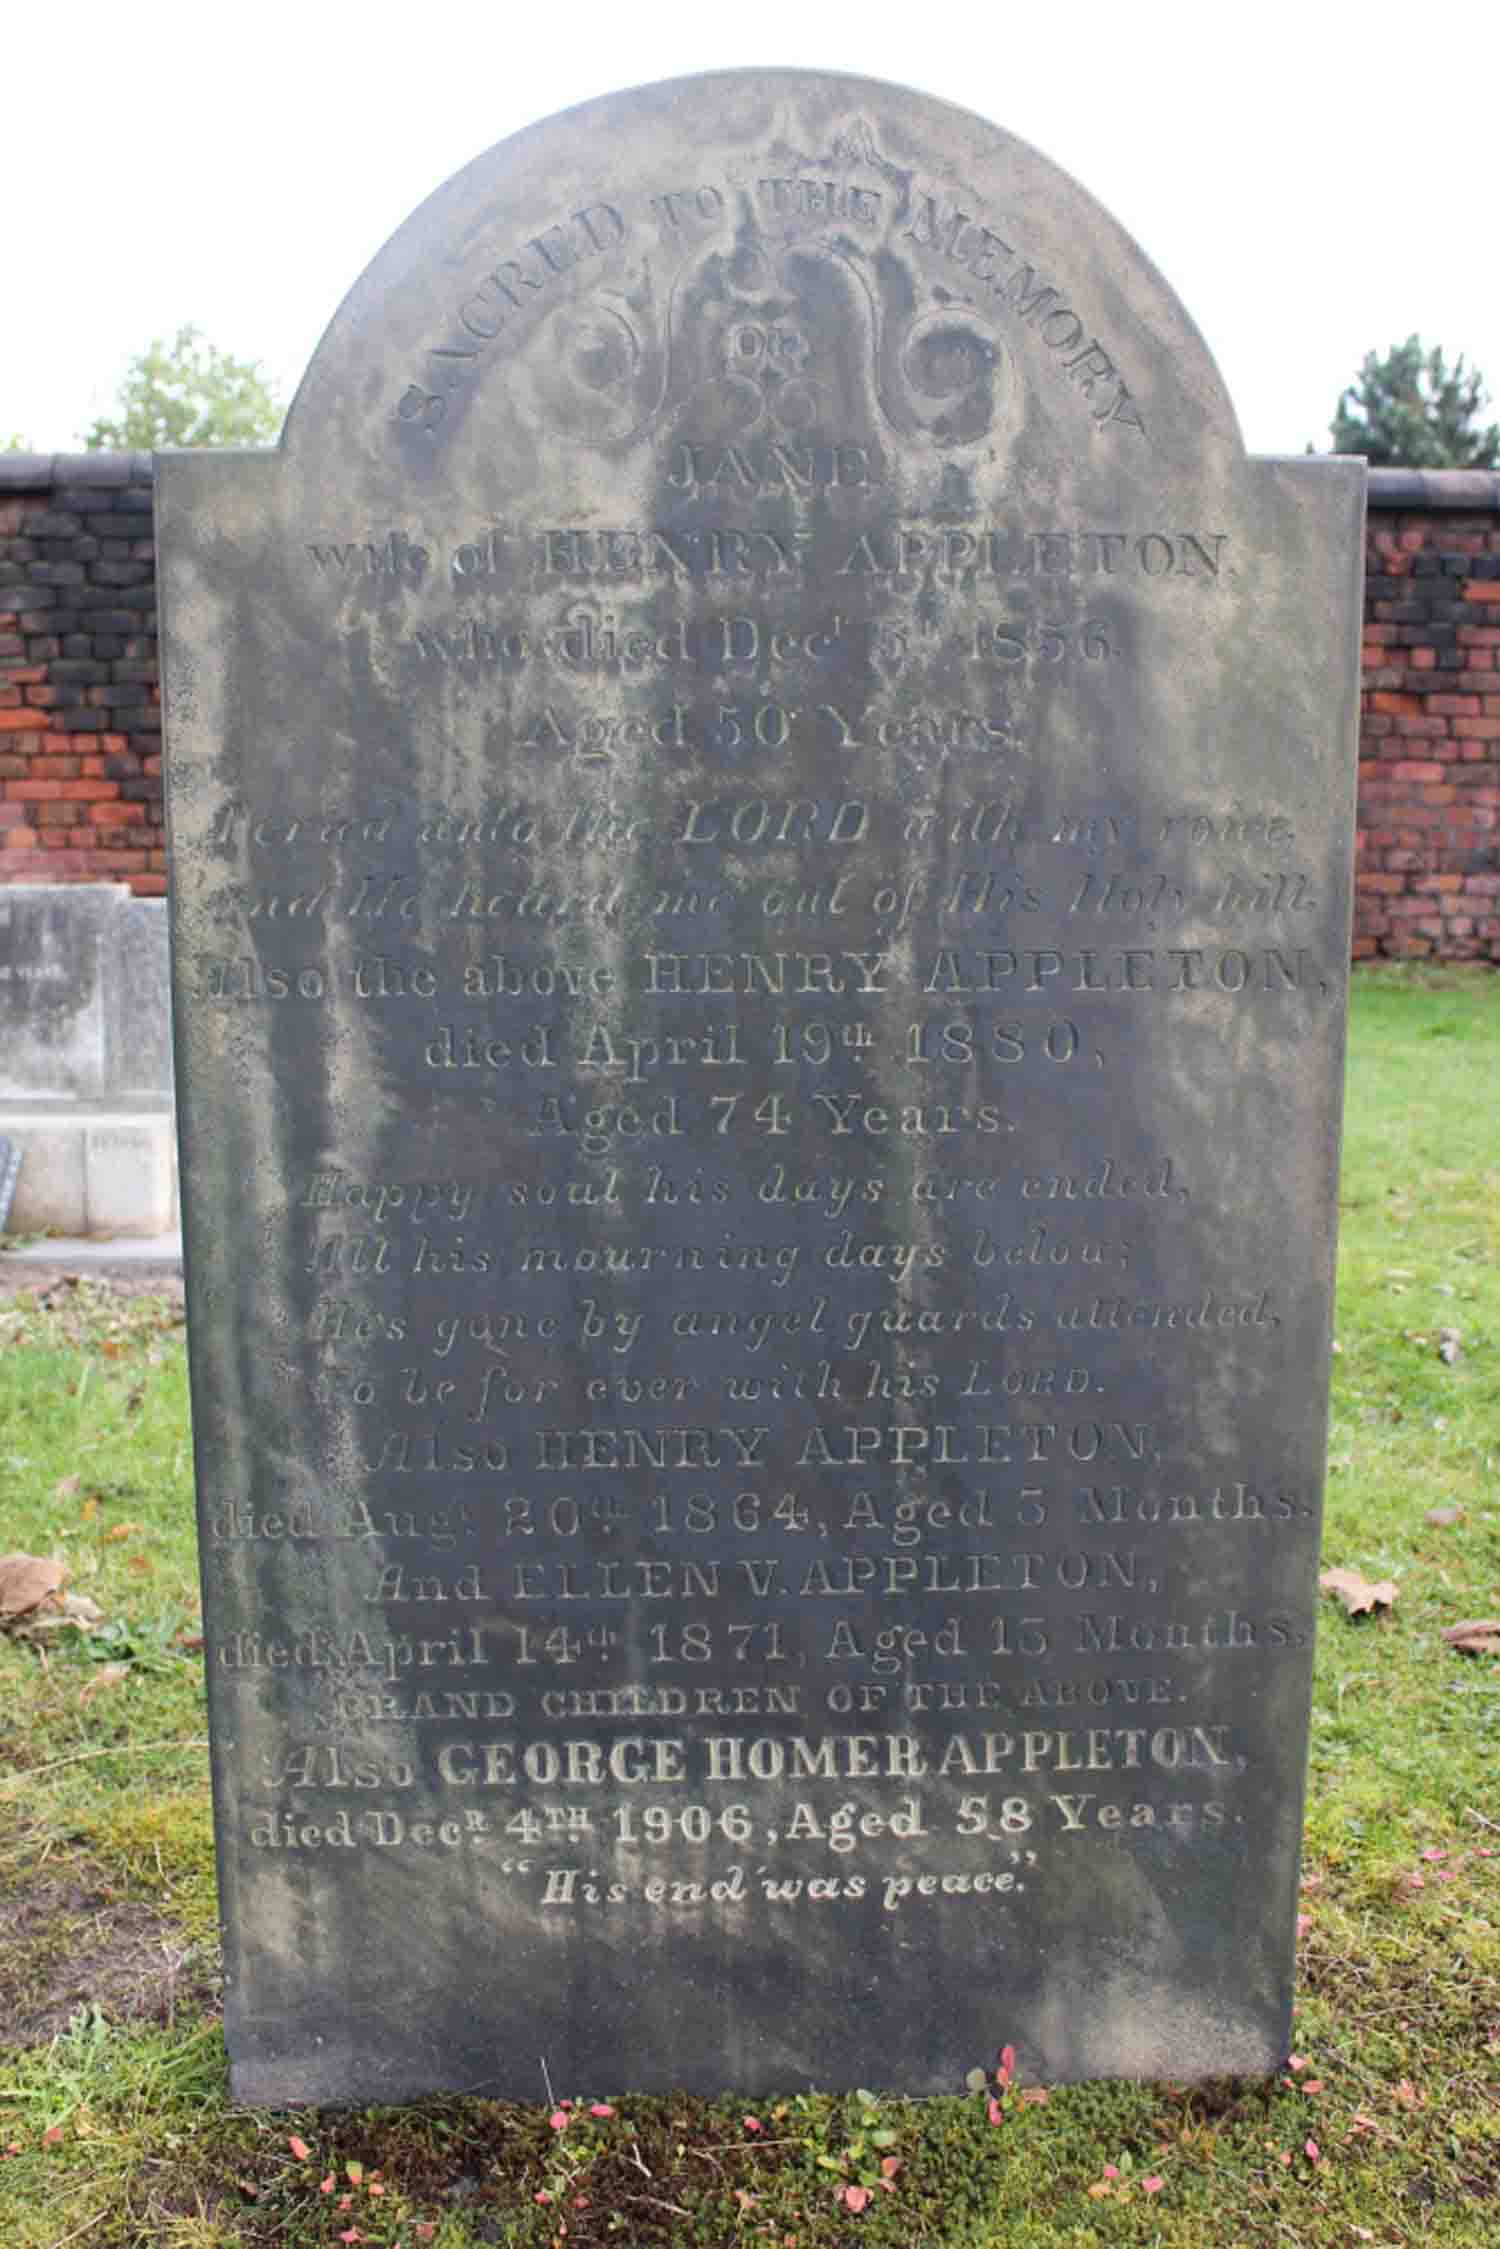 SACRED TO THE MEMORY
OF
JANE
wife of HENRY APPLETON.
who died Decr 5th 1856.
Aged 50 Years.
I cried unto the LORD with my voice,
And He heard me out of His Holy hill.
Also the above HENRY APPLETON,
died April 19th 1880,
Aged 74 Years.
Happy soul his days are ended,
All his mourning days below;
He's gone by angel guards attended,
To be for ever with his LORD.
Also HENRY APPLETON,
died Augt 20th 1864, Aged 3 Months.
And ELLEN V. APPLETON,
died April 14th 1871, Aged 13 Months.
GRAND CHILDREN OF THE ABOVE.
Also GEORGE HOMER APPLETON,
died DecR. 4TH. 1906, Aged 58 Years.
"His end was peace."